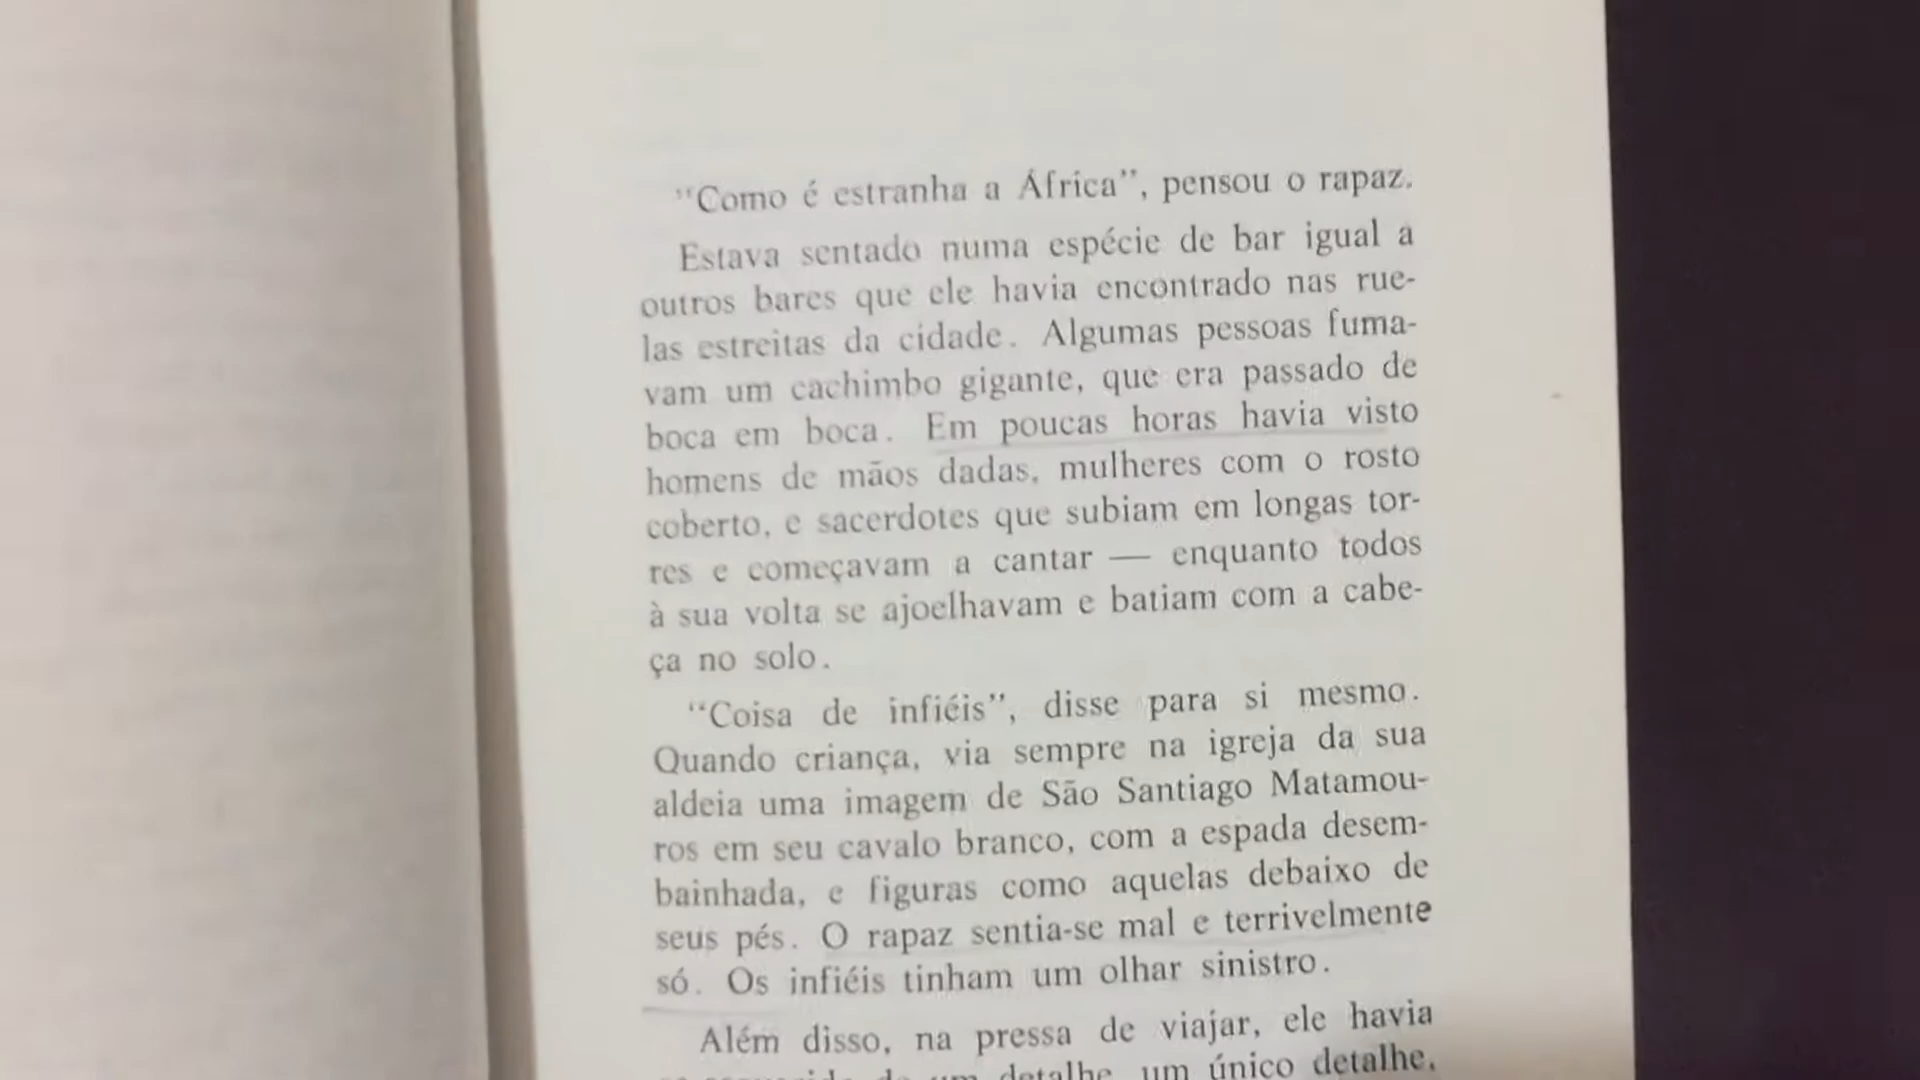 "Como é estranha a África", pensou o rapaz.
Estava sentado numa espécie de bar igual a
outros bares que ele havia encontrado nas rue-
las estreitas da cidade. Algumas pessoas fuma-
vam um cachimbo gigante, que era passado de
boca em boca. Em poucas horas havia visto
homens de mãos dadas, mulheres com o rosto
coberto, e sacerdotes que subiam em longas tor-
res e começavam a cantar — enquanto todos
à sua volta se ajoelhavam e batiam com a cabe-
ça no solo.
"Coisa de infiéis", disse para si mesmo.
Quando criança, via sempre na igreja da sua
aldeia uma imagem de São Santiago Matamou-
ros em seu cavalo branco, com a espada desem-
bainhada, e figuras como aquelas debaixo de
seus pés. O rapaz sentia-se mal e terrivelmente
só. Os infiéis tinham um olhar sinistro.
Além disso, na pressa de viajar, ele havia
de um detalhe, um único detalhe,